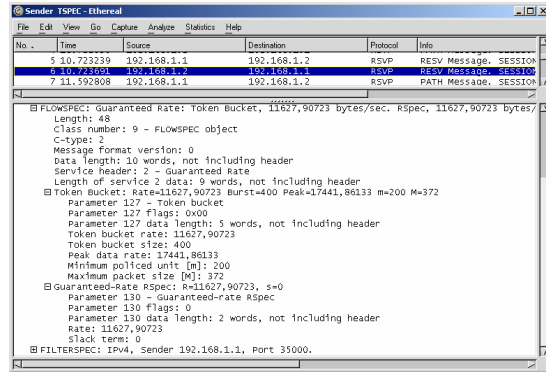 Sender TSPEC - Ethereal
File Edit View Go Capture Analyze Statistics Help
No. . Time Source Destination Protocol Info
5 10.723239 192.168.1.1 192.168.1.2 RSVP RESV Message. SESSION
6 10.723691 192.168.1.1 192.168.1.2 RSVP RESV Message. SESSION
7 11.592808 192.168.1.1 192.168.1.2 RSVP PATH Message. SESSION
FLOWSPEC: Guaranteed Rate: Token Bucket, 11627,90723 bytes/sec. RSpec, 11627,90723 bytes/
Length: 48
Class number: 9 - FLOWSPEC object
C-type: 2
Message format version: 0
Data length: 10 words, not including header
Service header: 2 - Guaranteed Rate
Length of service 2 data: 9 words, not including header
Token Bucket: Rate=11627,90723 Burst=400 Peak=17441,86133 m=200 M=372
Parameter 127 - Token bucket
Parameter 127 flags: 0x00
Parameter 127 data length: 5 words, not including header
Token bucket rate: 11627,90723
Token bucket size: 400
Peak data rate: 17441,86133
Minimum policed unit [m]: 200
Maximum packet size [M]: 372
Guaranteed-Rate RSpec: R=11627,90723, s=0
Parameter 130 - Guaranteed-rate RSpec
Parameter 130 flags: 0
Parameter 130 data length: 2 words, not including header
Rate: 11627,90723
Slack term: 0
FILTERSPEC: IPv4, Sender 192.168.1.1, Port 35000.